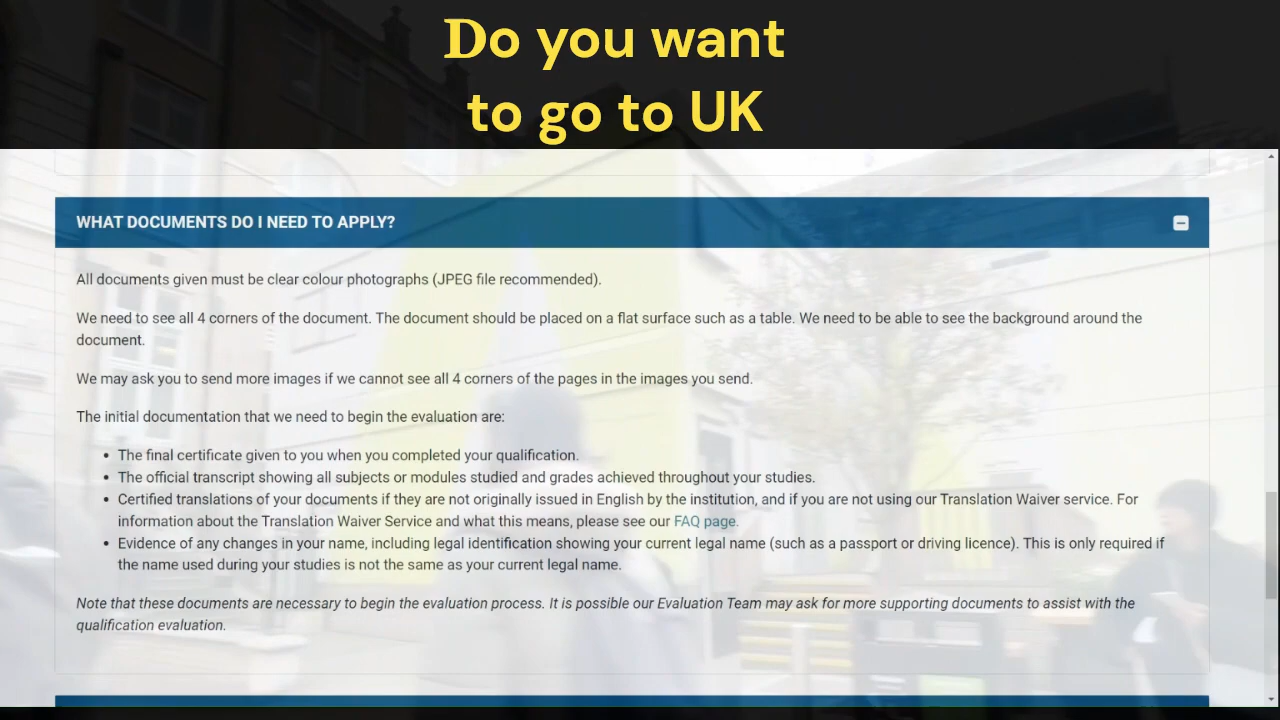 Do you want
to go to UK
WHAT DOCUMENTS DO I NEED TO APPLY?
All documents given must be clear colour photographs (JPEG file recommended).
We need to see all 4 corners of the document. The document should be placed on a flat surface such as a table. We need to be able to see the background around the
document.
We may ask you to send more images if we cannot see all 4 corners of the pages in the images you send.
The initial documentation that we need to begin the evaluation are:
• The final certificate given to you when you completed your qualification.
• The official transcript showing all subjects or modules studied and grades achieved throughout your studies.
• Certified translations of your documents if they are not originally issued in English by the institution, and if you are not using our Translation Waiver service. For
information about the Translation Waiver Service and what this means, please see our FAQ page.
• Evidence of any changes in your name, including legal identification showing your current legal name (such as a passport or driving licence). This is only required if
the name used during your studies is not the same as your current legal name.
Note that these documents are necessary to begin the evaluation process. It is possible our Evaluation Team may ask for more supporting documents to assist with the
qualification evaluation.